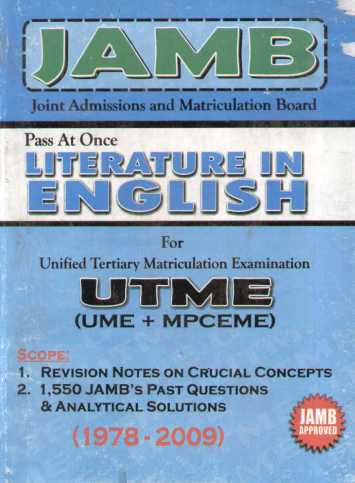 JAMB
Joint Admissions and Matriculation Board
Pass At Once
LITERATURE IN
ENGLISH
For
Unified Tertiary Matriculation Examination
UTME
(UME + MPCEME)
SCOPE:
1. REVISION NOTES ON CRUCIAL CONCEPTS
2. 1,550 JAMB'S PAST QUESTIONS
& ANALYTICAL SOLUTIONS
(1978 - 2009)
JAMB
APPROVED